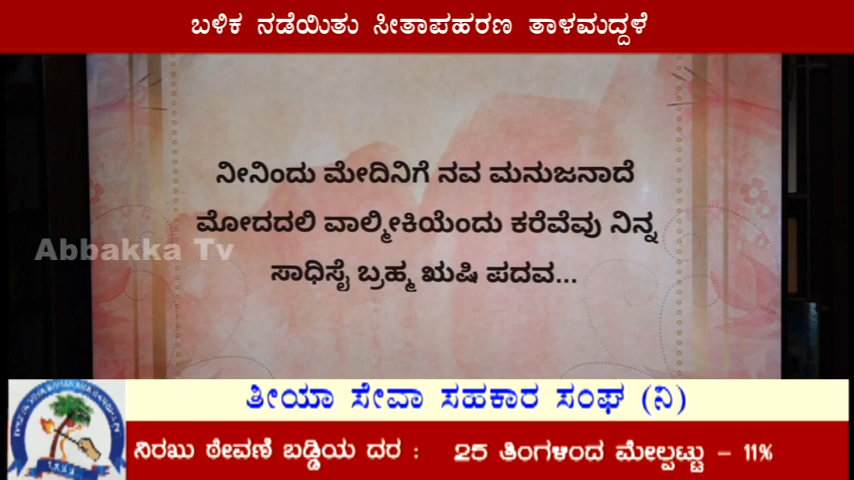 ಬಳಿಕ ನಡೆಯಿತು ಸೀತಾಪಹರಣ ತಾಳಮದ್ದಳೆ
ನೀನಿಂದು ಮೇದಿನಿಗೆ ನವ ಮನುಜನಾದೆ
ಮೋದದಲಿ ವಾಲ್ಮೀಕಿಯೆಂದು ಕರೆವೆವು ನಿನ್ನ
Abbakka Tv
ಸಾಧಿಸೈ ಬ್ರಹ್ಮ ಋಷಿ ಪದವ...
ತೀಯಾ ಸೇವಾ ಸಹಕಾರ ಸಂಘ (ನಿ)
ನಿರಖು ಠೇವಣಿ ಬಡ್ಡಿಯ ದರ : 25 ತಿಂಗಳಿಂದ ಮೇಲ್ಪಟ್ಟು - 11%